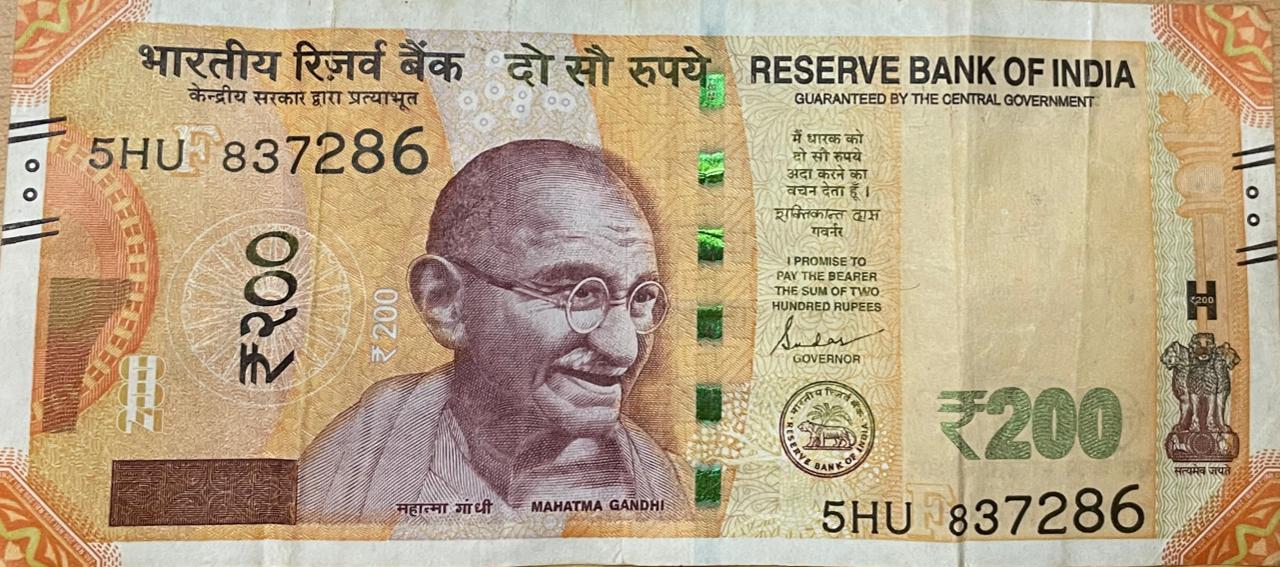 भारतीय रिज़र्व बैंक दो सौ रुपये RESERVE BANK OF INDIA
केन्द्रीय सरकार द्वारा प्रत्याभूत GUARANTEED BY THE CENTRAL GOVERNMENT
5HU 837286
F
मैं धारक को
दो सौ रुपये
अदा करने का
वचन देता हूँ ।
शक्तिकान्त दास
गवर्नर
₹२००
₹200
I PROMISE TO
PAY THE BEARER
THE SUM OF TWO
HUNDRED RUPEES
GOVERNOR
₹200
भारतीय रिज़र्व बैंक
RESERVE BANK OF INDIA
₹200
सत्यमेव जयते
महात्मा गांधी MAHATMA GANDHI
5HU 837286
F